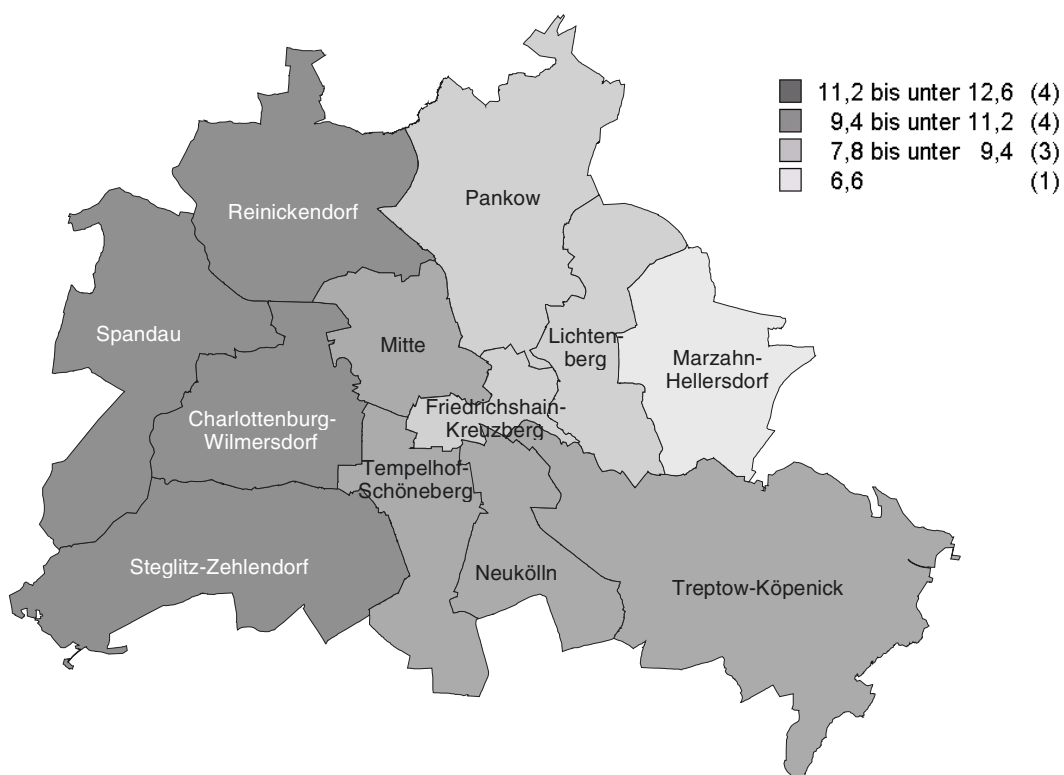 11,2 bis unter 12,6 (4)
9,4 bis unter 11,2 (4)
7,8 bis unter 9,4 (3)
6,6 (1)
Pankow
Reinickendorf
Spandau
Mitte
Lichten-
berg
Marzahn-
Hellersdorf
Charlottenburg-
Wilmersdorf
Friedrichshain-
Kreuzberg
Tempelhof-
Schöneberg
Steglitz-Zehlendorf
Neukölln
Treptow-Köpenick